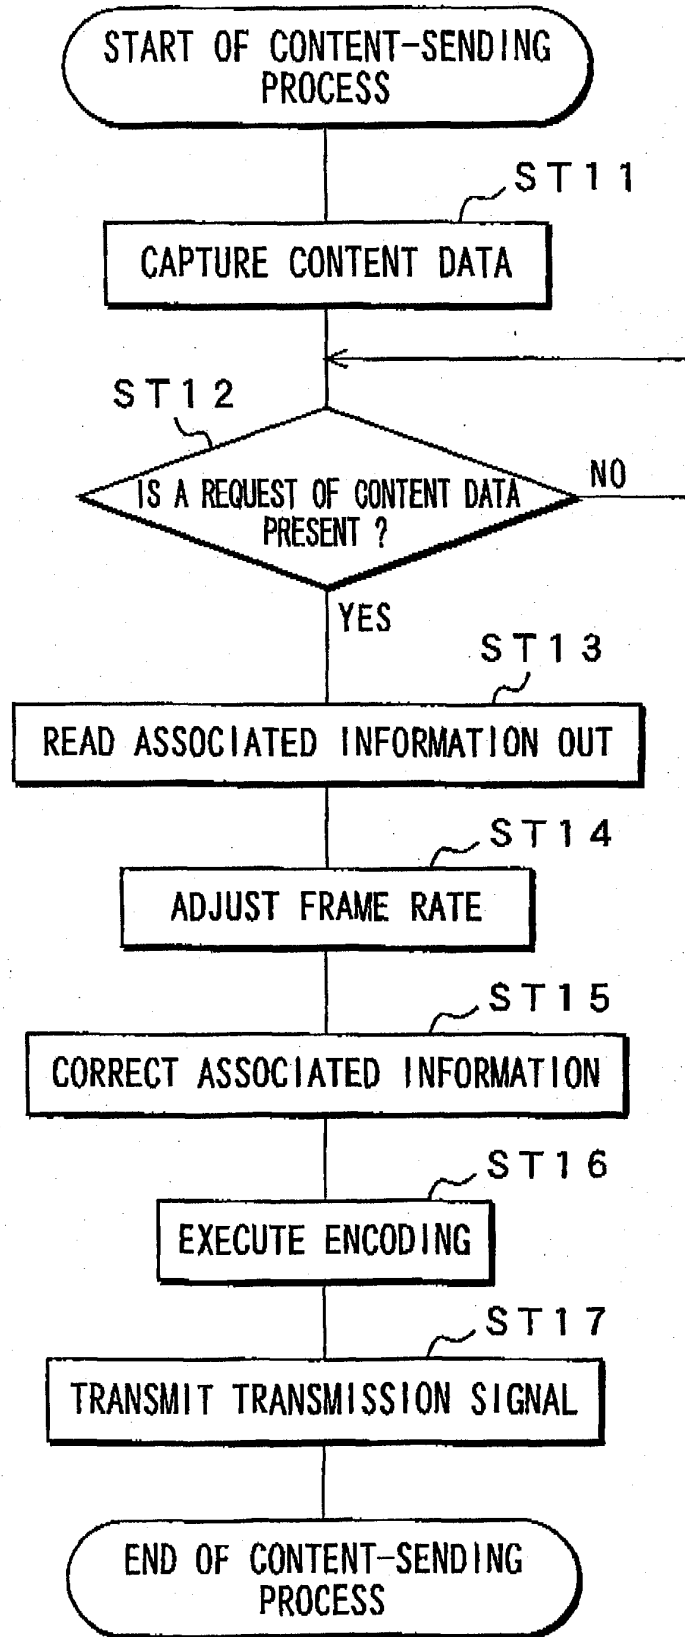 START OF CONTENT-SENDING
PROCESS
ST11
CAPTURE CONTENT DATA
ST12
IS A REQUEST OF CONTENT DATA
PRESENT ?
NO
YES
ST13
READ ASSOCIATED INFORMATION OUT
ST14
ADJUST FRAME RATE
ST15
CORRECT ASSOCIATED INFORMATION
ST16
EXECUTE ENCODING
ST17
TRANSMIT TRANSMISSION SIGNAL
END OF CONTENT-SENDING
PROCESS